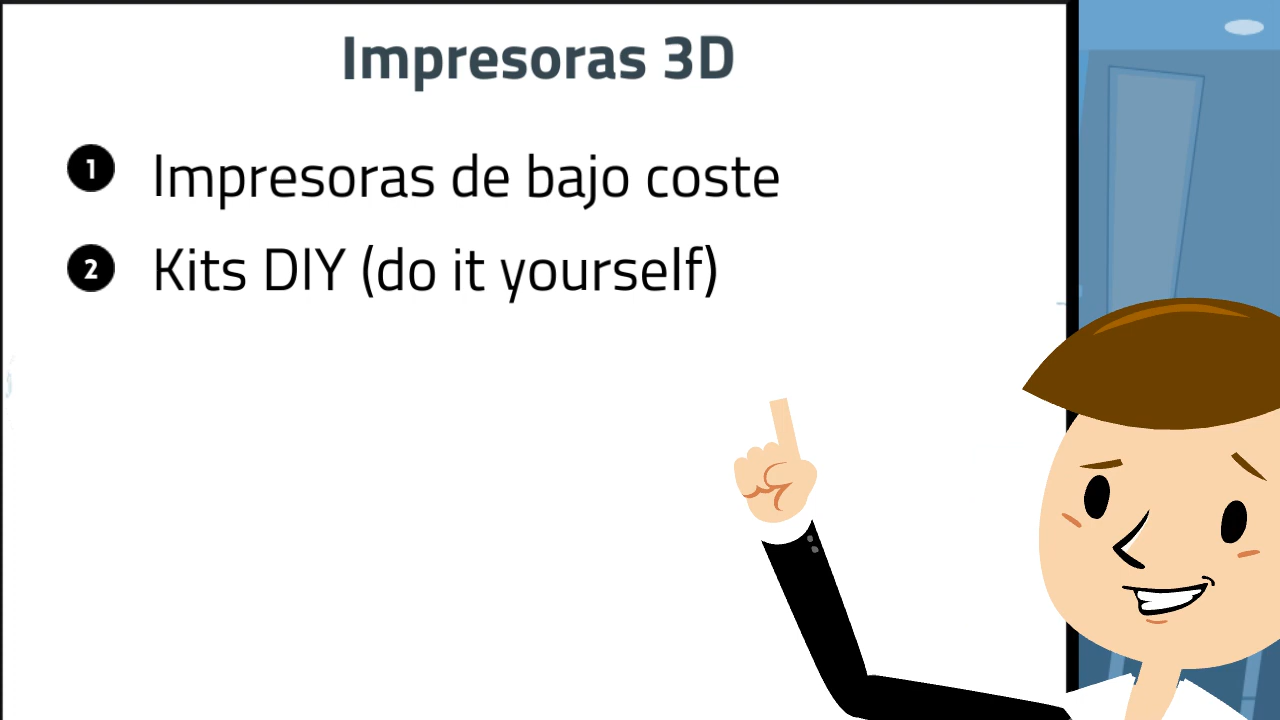 Impresoras 3D
1 Impresoras de bajo coste
2 Kits DIY (do it yourself)